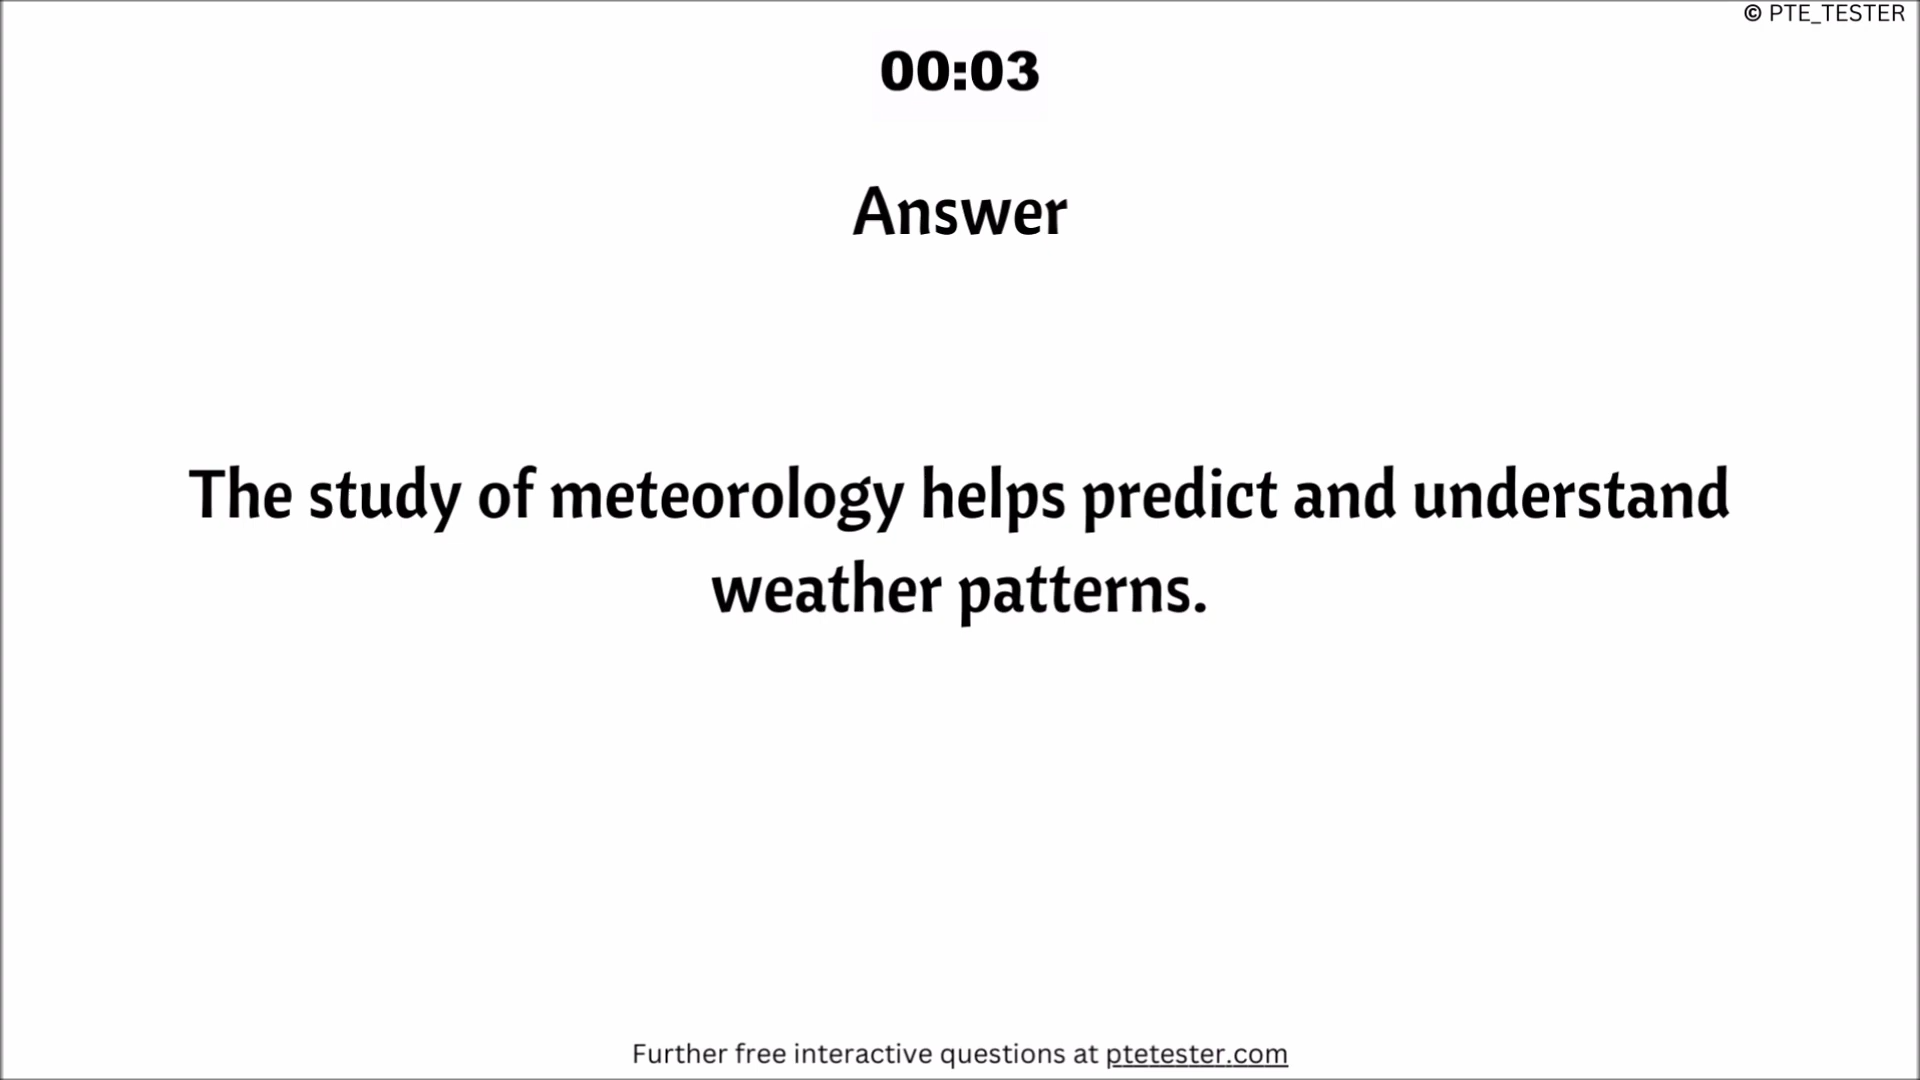 © PTE_TESTER
00:03
Answer
The study of meteorology helps predict and understand
weather patterns.
Further free interactive questions at ptetester.com